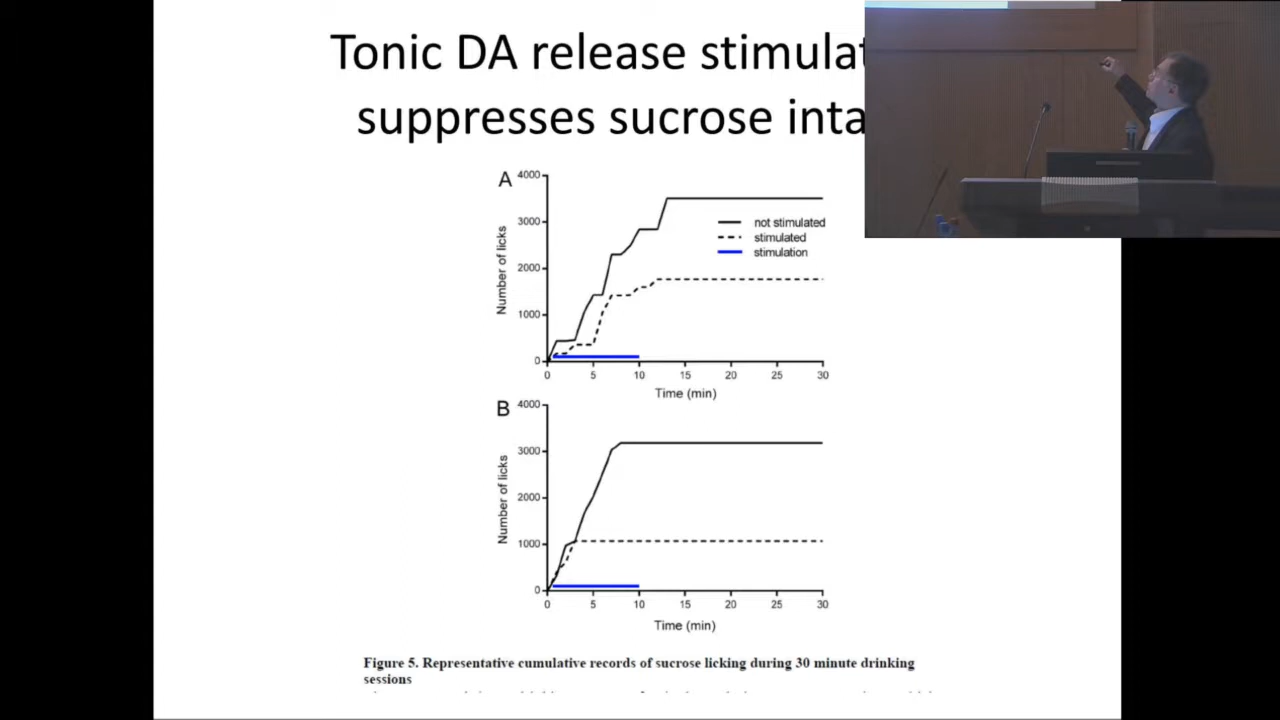 Tonic DA release stimulat
suppresses sucrose inta
A
4000
3000
2000
1000
0
Number of licks
not stimulated
stimulated
stimulation
0 5 10 15 20 25 30
Time (min)
B
4000
3000
2000
1000
0
Number of licks
0 5 10 15 20 25 30
Time (min)
Figure 5. Representative cumulative records of sucrose licking during 30 minute drinking
sessions